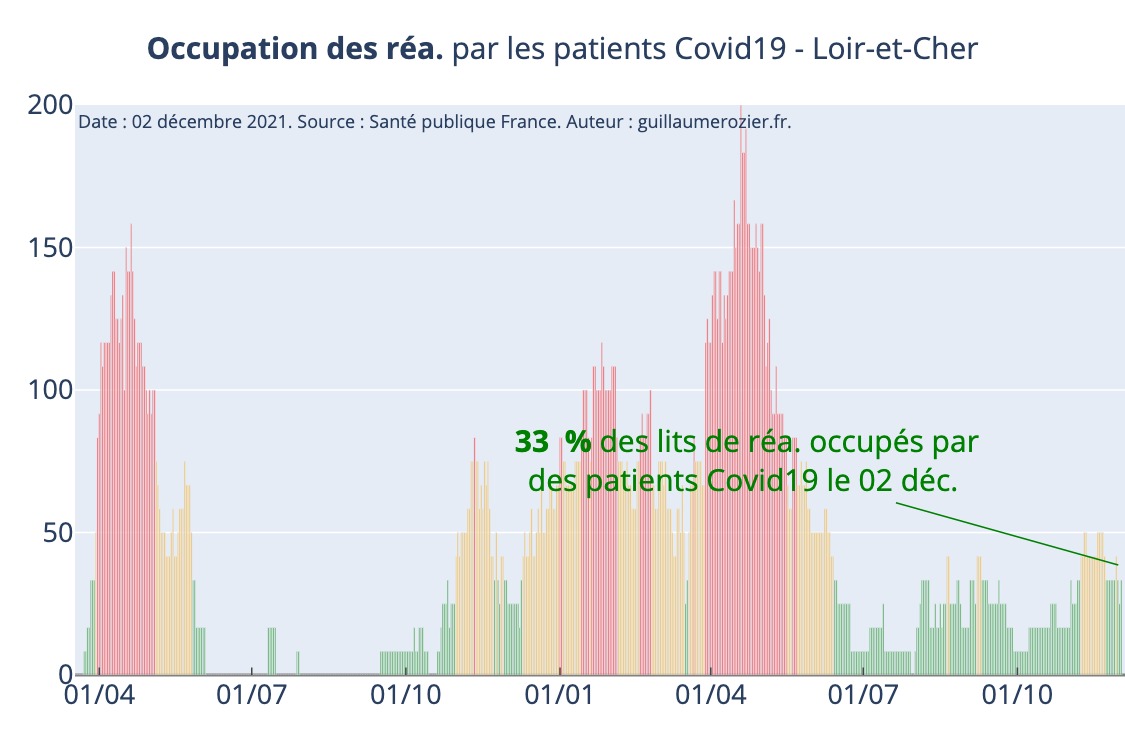 Occupation des réa. par les patients Covid19 - Loir-et-Cher
200
Date : 02 décembre 2021. Source : Santé publique France. Auteur : guillaumerozier.fr.
150
100
33 % des lits de réa. occupés par
des patients Covid19 le 02 déc.
50
0
01/04 01/07 01/10 01/01 01/04 01/07 01/10